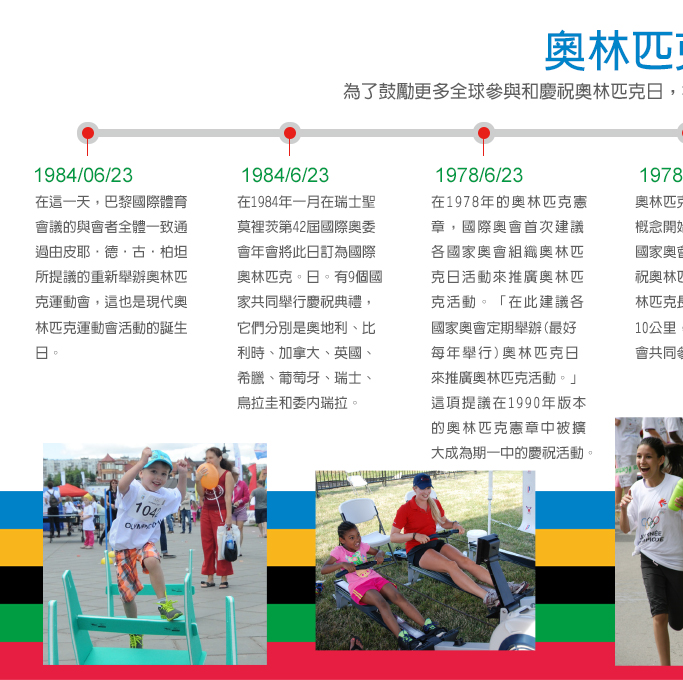 奧林匹
為了鼓勵更多全球參與和慶祝奧林匹克日，
1984/06/23
在這一天，巴黎國際體育
會議的與會者全體一致通
過由皮耶．德．古．柏坦
所提議的重新舉辦奧林匹
克運動會，這也是現代奧
林匹克運動會活動的誕生
日。
1984/6/23
在1984年一月在瑞士聖
莫裡茨第42屆國際奧委
會年會將此日訂為國際
奧林匹克。日。有9個國
家共同舉行慶祝典禮，
它們分別是奧地利、比
利時、加拿大、英國、
希臘、葡萄牙、瑞士、
烏拉圭和委內瑞拉。
1978/6/23
在1978年的奧林匹克憲
章，國際奧會首次建議
各國家奧會組織奧林匹
克日活動來推廣奧林匹
克活動。「在此建議各
國家奧會定期舉辦(最好
每年舉行)奧林匹克日
來推廣奧林匹克活動。」
這項提議在1990年版本
的奧林匹克憲章中被擴
大成為期一中的慶祝活動。
1978
奧林匹
概念開
國家奧
祝奧林
林匹克
10公里
會共同
104
OLYMPIC